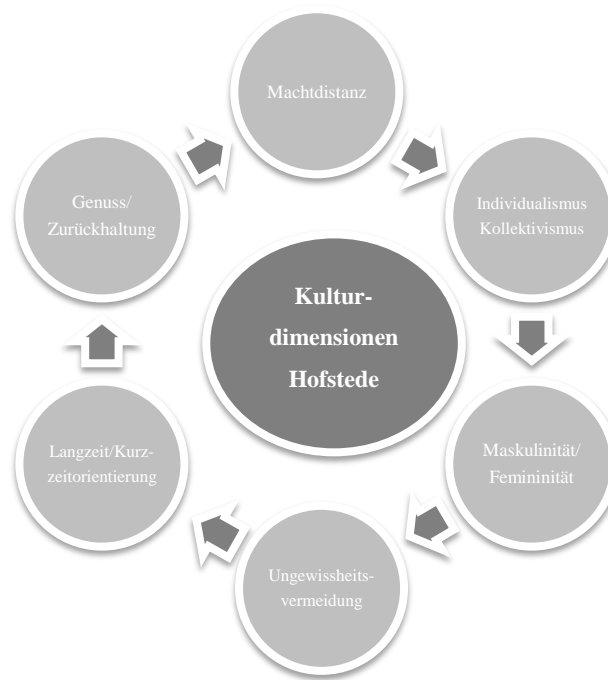 Machtdistanz
Individualismus
Kollektivismus
Maskulinität/
Femininität
Ungewissheits-
vermeidung
Langzeit/Kurz-
zeitorientierung
Genuss/
Zurückhaltung
Kultur-
dimensionen
Hofstede